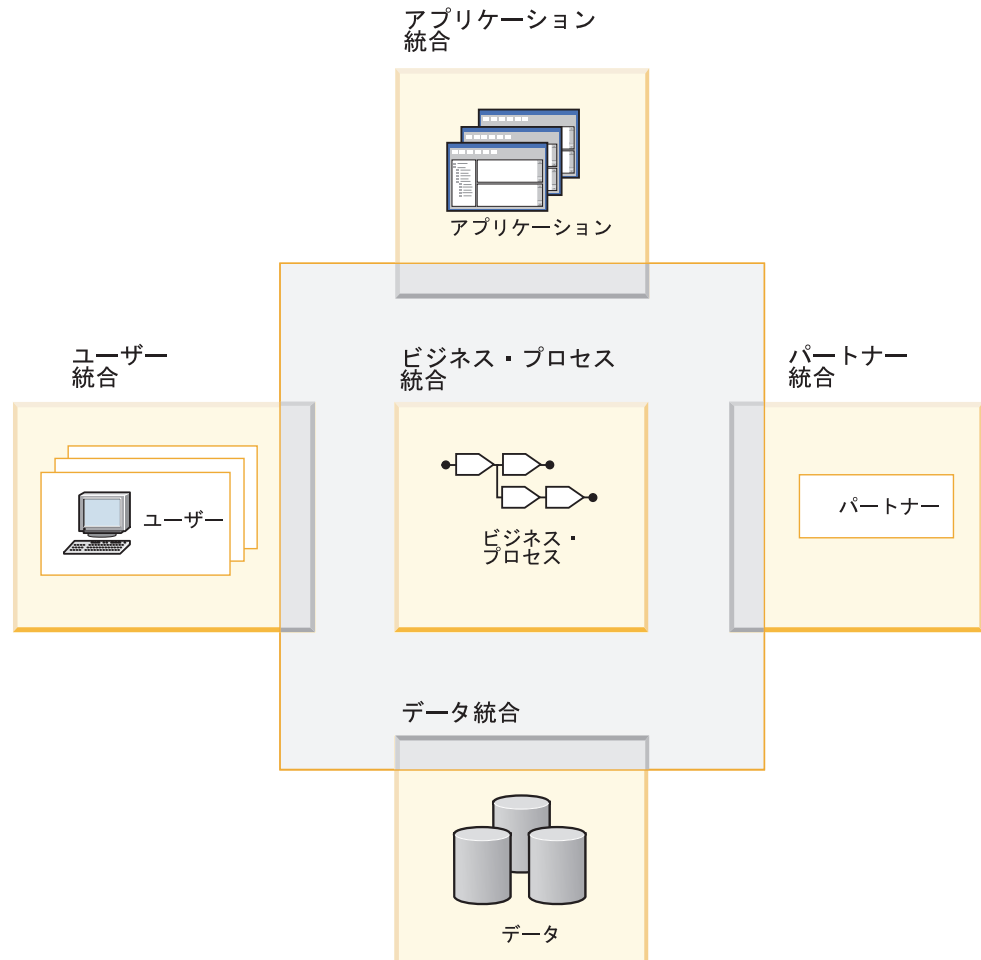 アプリケーション
統合
アプリケーション
ユーザー
統合
ビジネス・プロセス
統合
パートナー
統合
ユーザー
ビジネス・
プロセス
パートナー
データ統合
データ